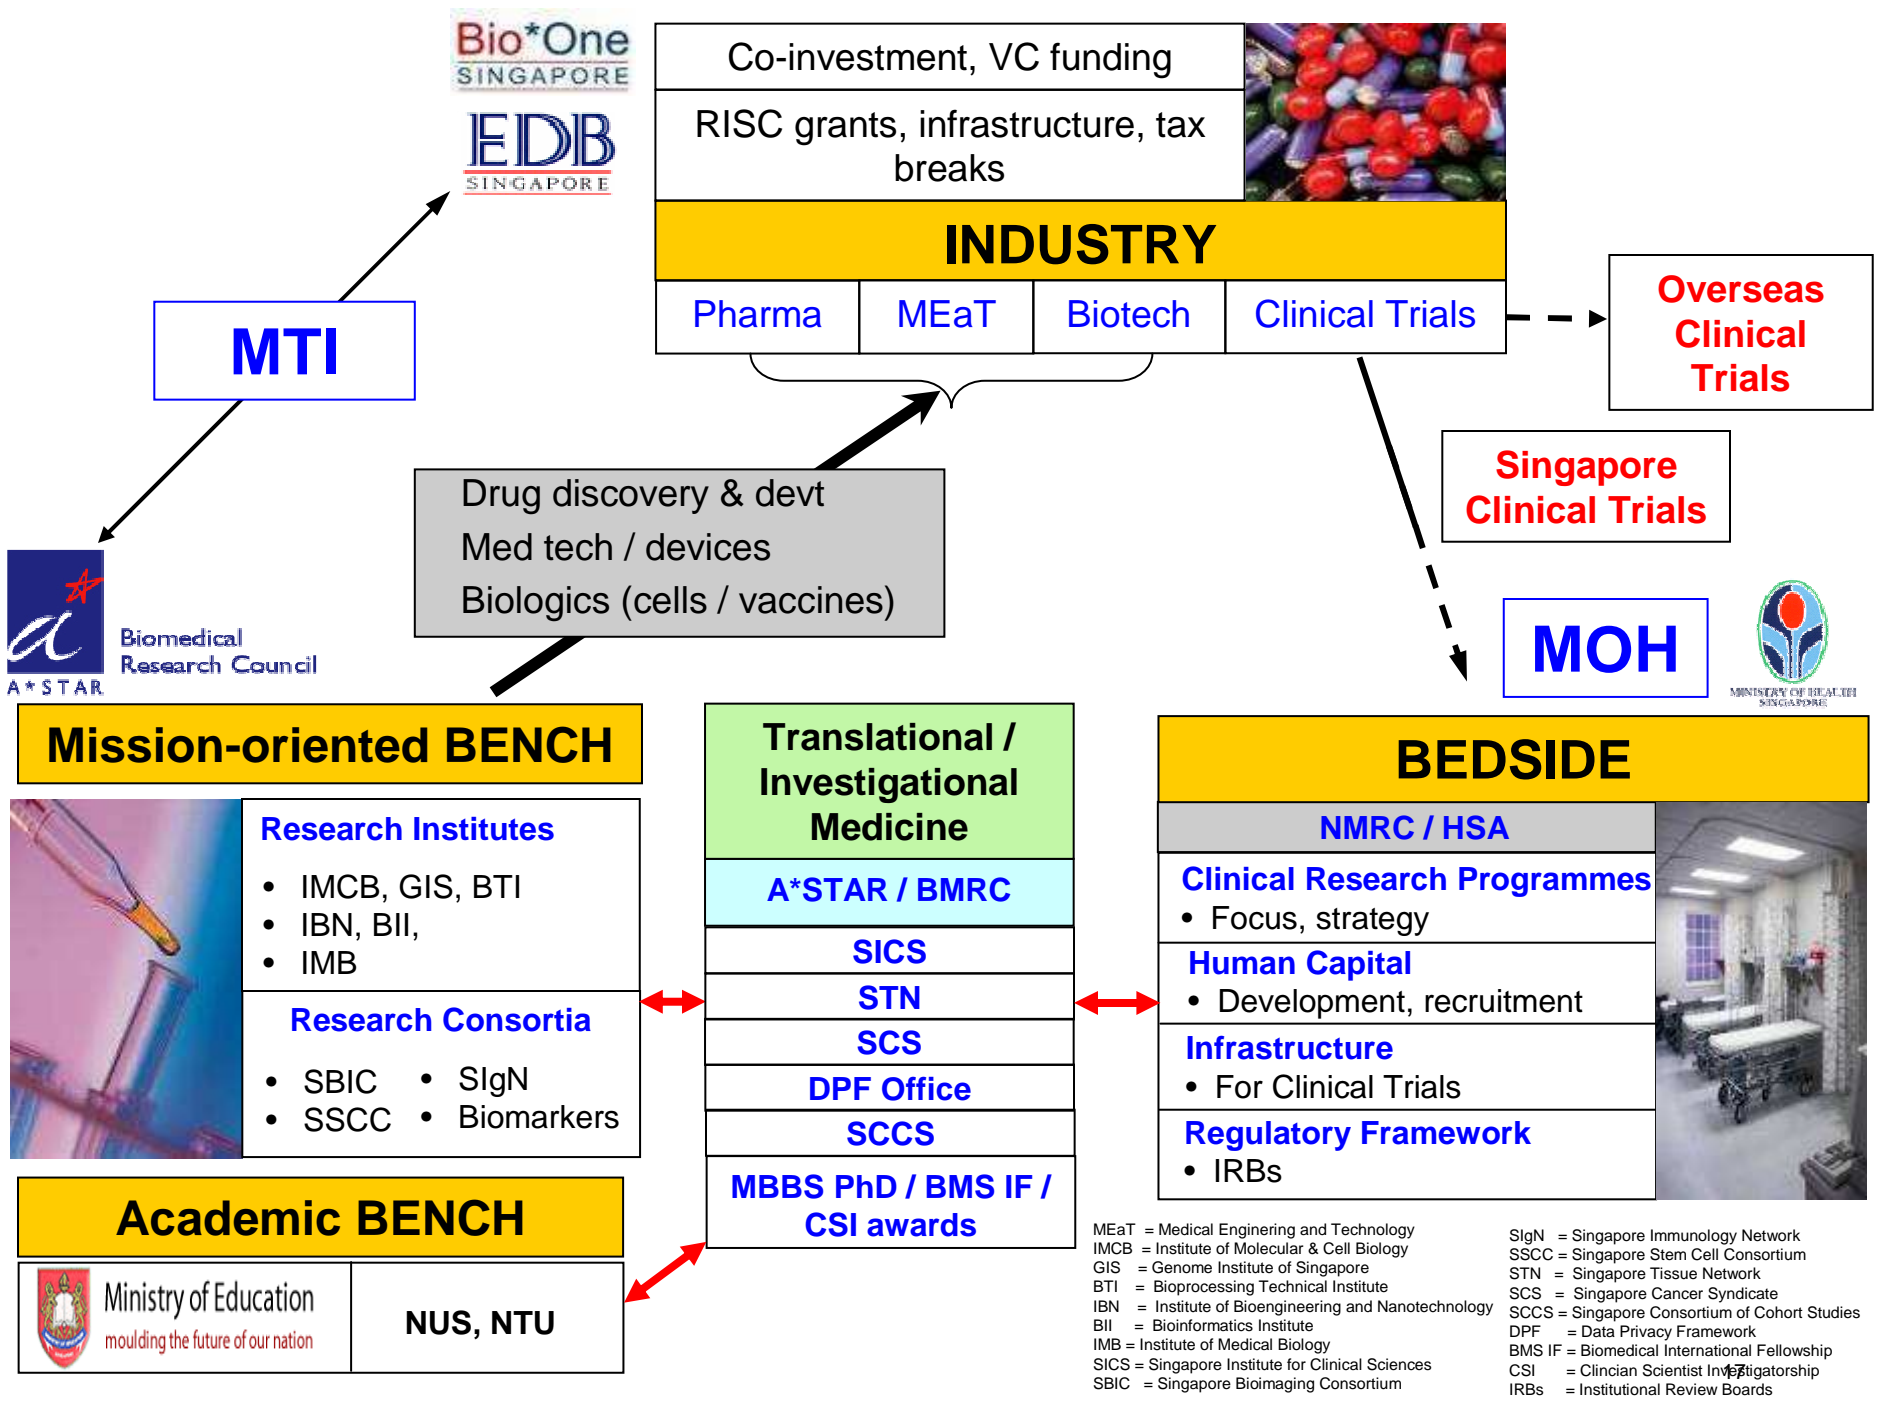 Bio*One
SINGAPORE
EDB
SINGAPORE
Co-investment, VC funding
RISC grants, infrastructure, tax
breaks
INDUSTRY
Pharma
MEaT
Biotech
Clinical Trials
Overseas
Clinical
Trials
MTI
Singapore
Clinical Trials
Drug discovery & devt
Med tech / devices
Biologics (cells / vaccines)
a*
A*STAR
Biomedical
Research Council
MOH
MINISTRY OF HEALTH
SINGAPORE
Mission-oriented BENCH
Research Institutes
• IMCB, GIS, BTI
• IBN, BII,
• IMB
Research Consortia
• SBIC • SIgN
• SSCC • Biomarkers
Academic BENCH
Ministry of Education
moulding the future of our nation
NUS, NTU
Translational /
Investigational
Medicine
A*STAR / BMRC
SICS
STN
SCS
DPF Office
SCCS
MBBS PhD / BMS IF /
CSI awards
BEDSIDE
NMRC / HSA
Clinical Research Programmes
• Focus, strategy
Human Capital
• Development, recruitment
Infrastructure
• For Clinical Trials
Regulatory Framework
• IRBs
MEaT = Medical Enginering and Technology
IMCB = Institute of Molecular & Cell Biology
GIS = Genome Institute of Singapore
BTI = Bioprocessing Technical Institute
IBN = Institute of Bioengineering and Nanotechnology
BII = Bioinformatics Institute
IMB = Institute of Medical Biology
SICS = Singapore Institute for Clinical Sciences
SBIC = Singapore Bioimaging Consortium
SIgN = Singapore Immunology Network
SSCC = Singapore Stem Cell Consortium
STN = Singapore Tissue Network
SCS = Singapore Cancer Syndicate
SCCS = Singapore Consortium of Cohort Studies
DPF = Data Privacy Framework
BMS IF = Biomedical International Fellowship
CSI = Clincian Scientist Investigatorship
IRBs = Institutional Review Boards
17